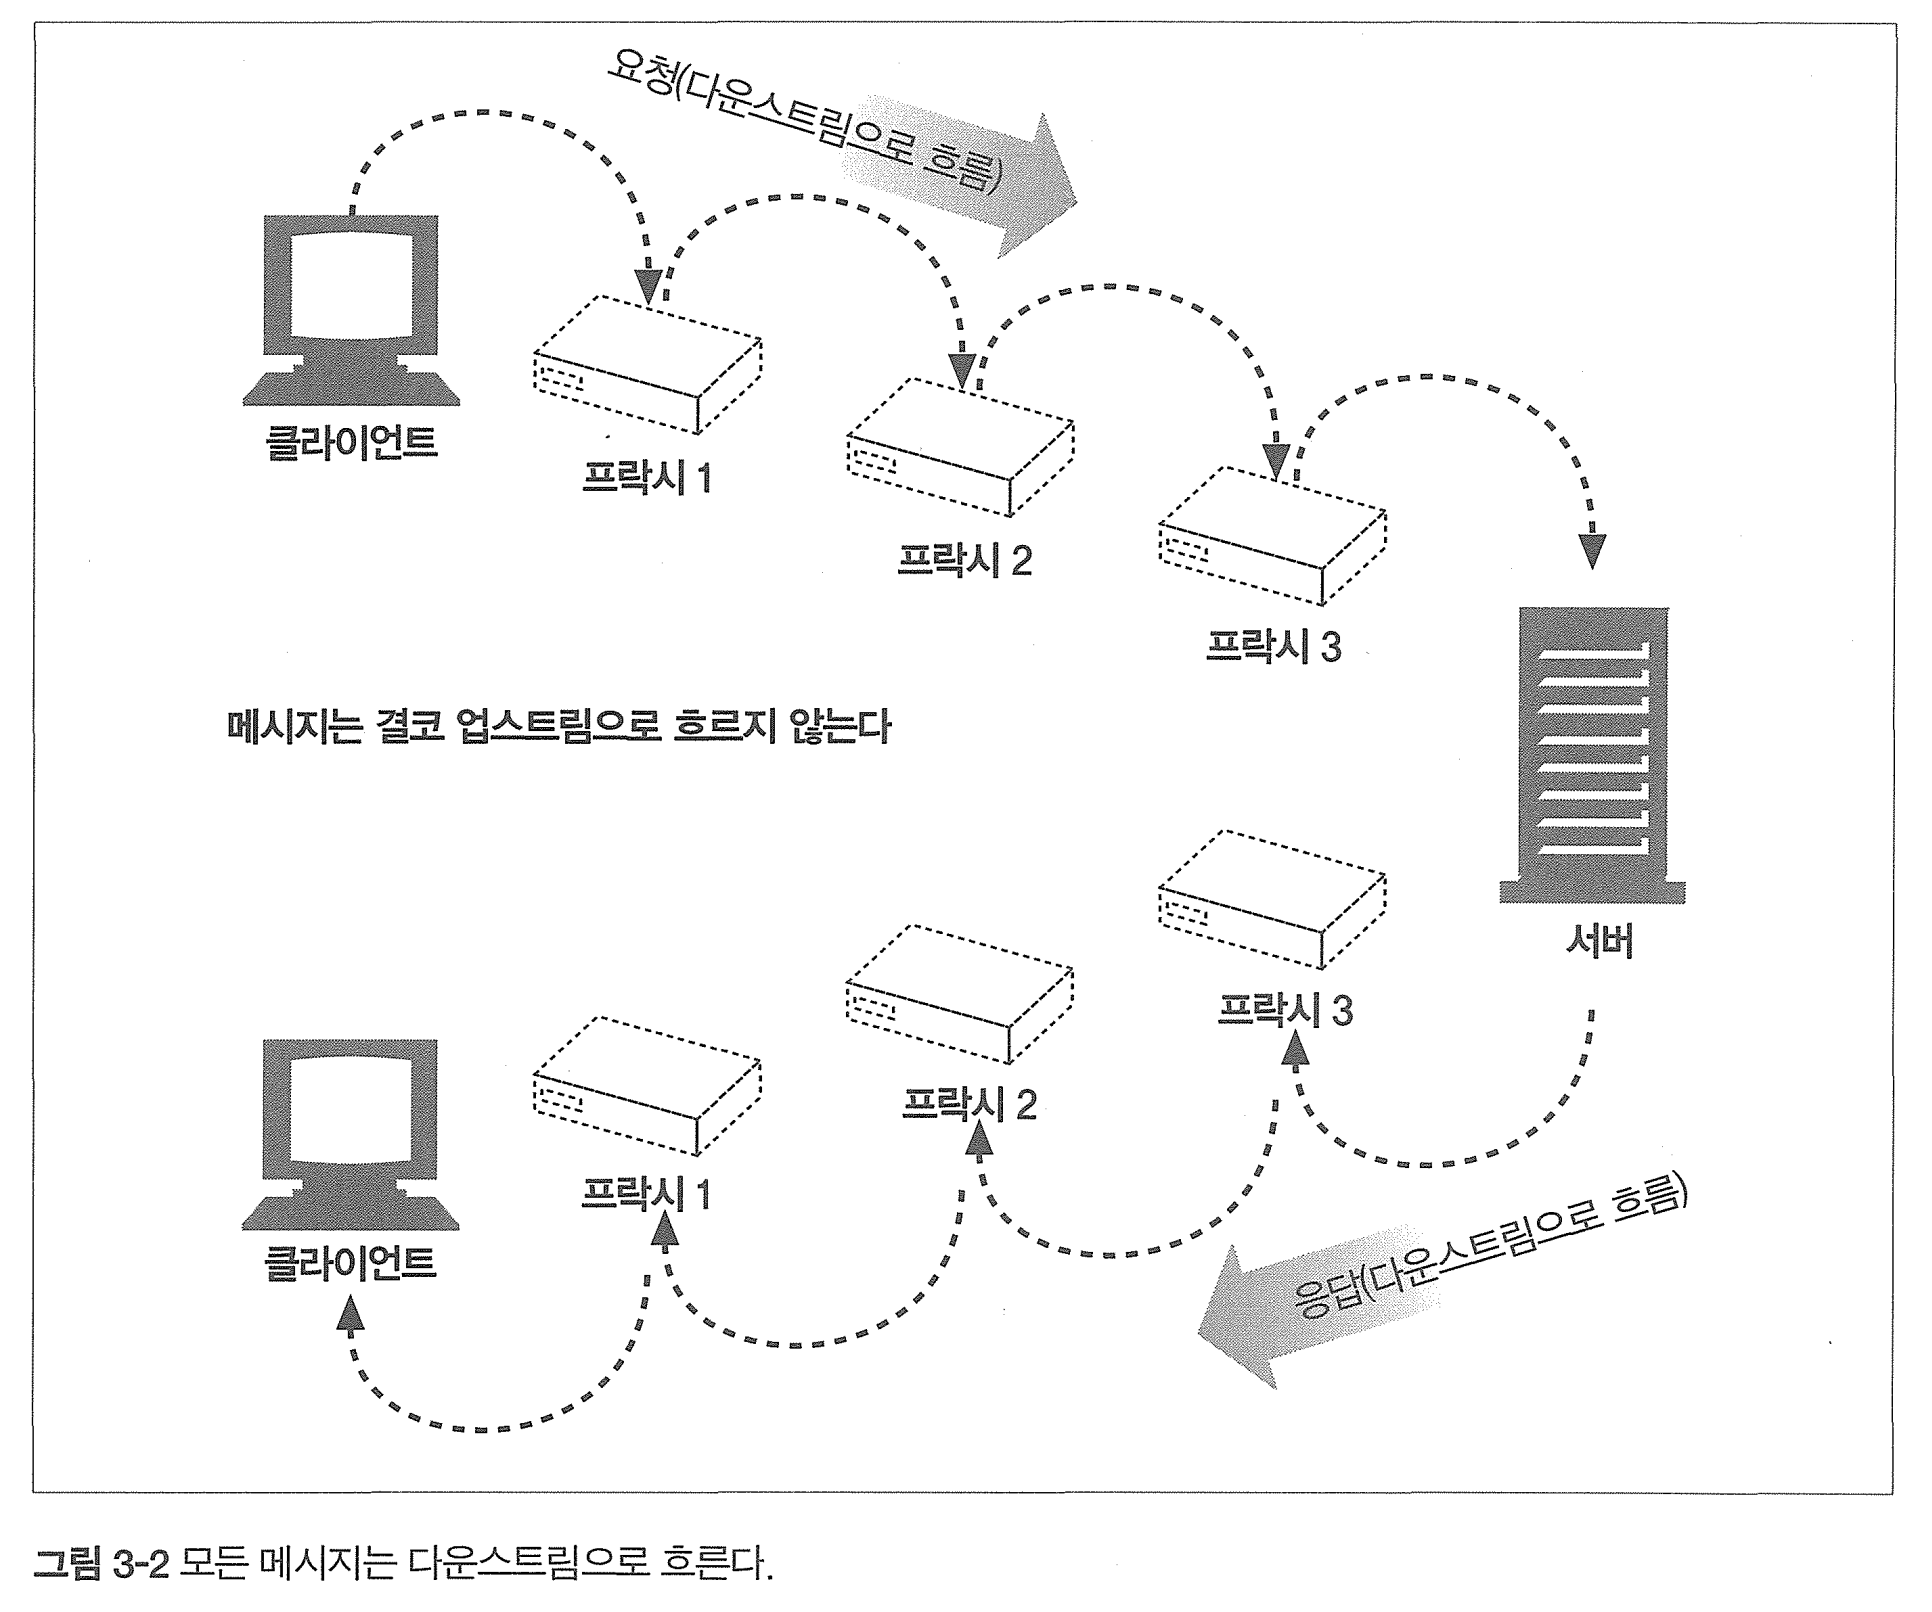 요청(다운스트림으로 흐름)
클라이언트
프락시 1
프락시 2
프락시 3
메시지는 결코 업스트림으로 흐르지 않는다
서버
프락시 3
프락시 2
프락시 1
클라이언트
응답(다운스트림으로 흐름)
그림 3-2 모든 메시지는 다운스트림으로 흐른다.